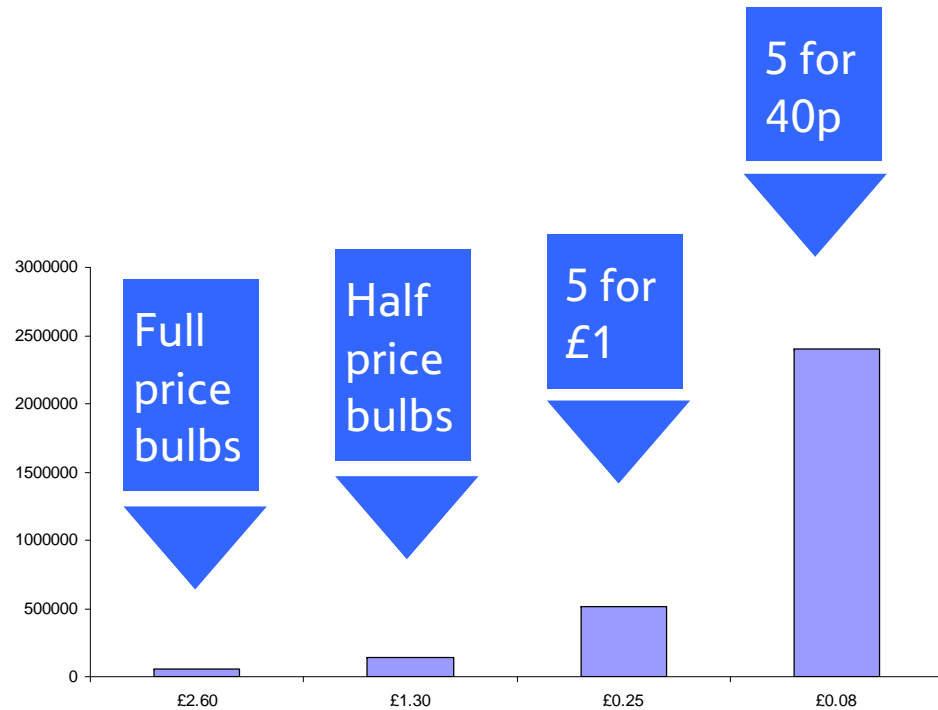 5 for
40p
5 for
£1
Half
price
bulbs
Full
price
bulbs
3000000
2500000
2000000
1500000
1000000
500000
0
£2.60
£1.30
£0.25
£0.08